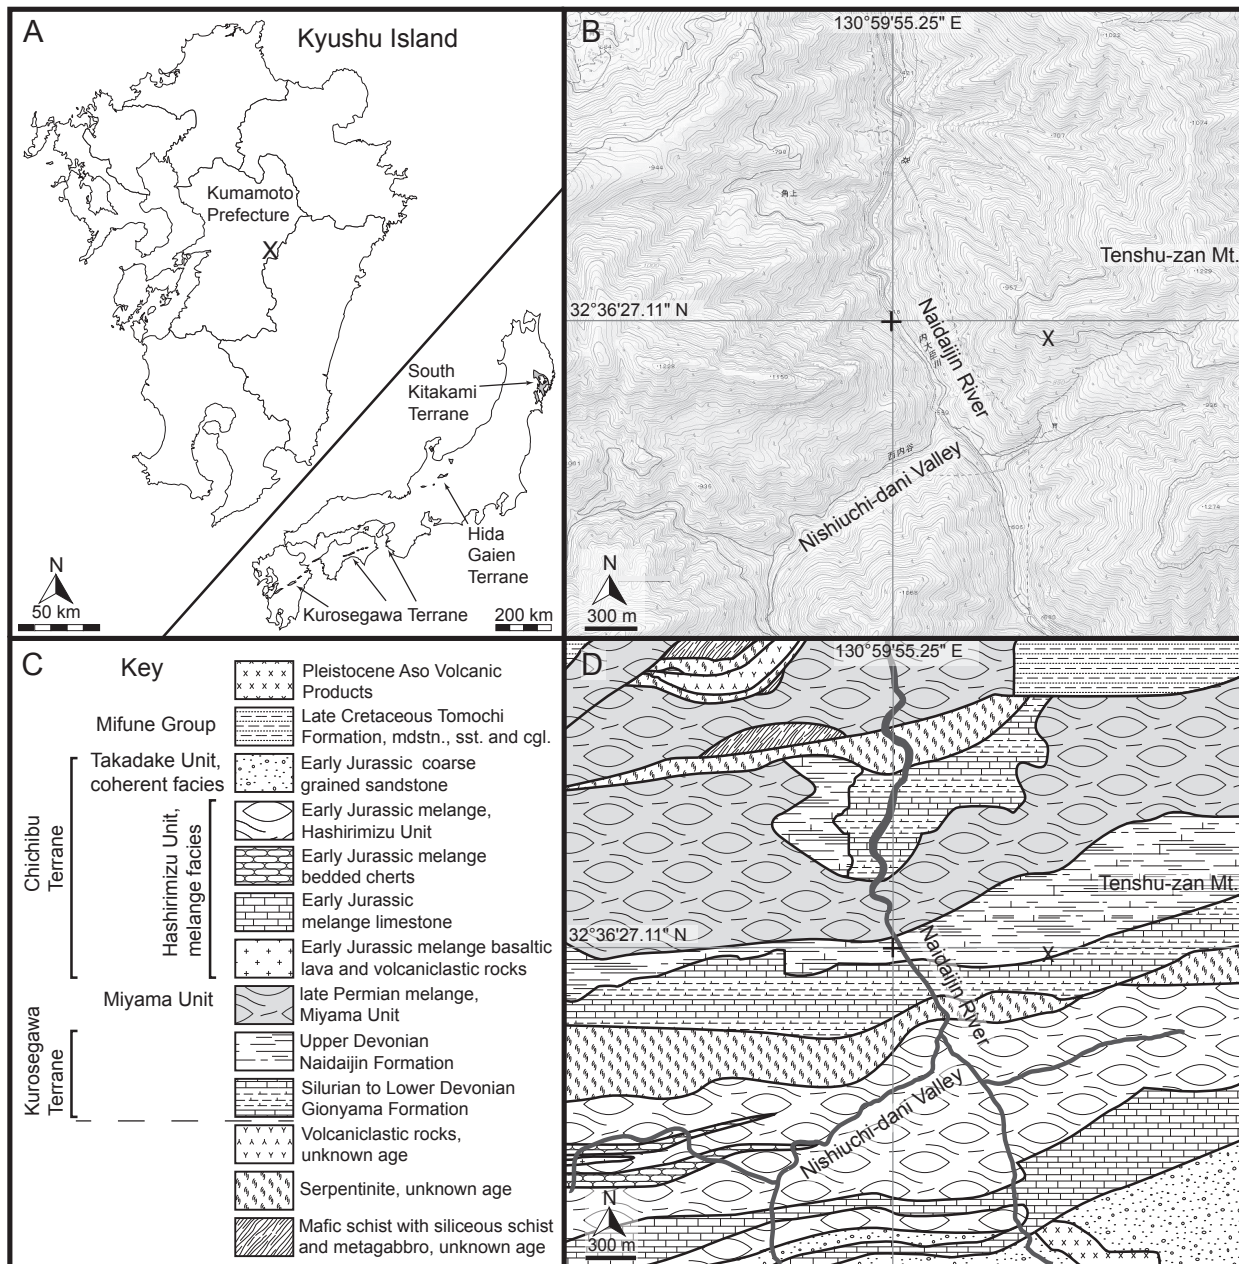 A
Kyushu Island
Kumamoto
Prefecture
X
South
Kitakami
Terrane
Hida
Gaien
Terrane
Kurosegawa Terrane
N
50 km
200 km
B
130°59'55.25" E
32°36'27.11" N
Tenshu-zan Mt.
Naidaijin River
X
Nishiuchi-dani Valley
N
300 m
C
Key
Pleistocene Aso Volcanic
Products
Mifune Group
Late Cretaceous Tomochi
Formation, mdstn., sst. and cgl.
Chichibu
Terrane
Takadake Unit,
coherent facies
Early Jurassic coarse
grained sandstone
Hashirimizu Unit,
melange facies
Early Jurassic melange,
Hashirimizu Unit
Early Jurassic melange
bedded cherts
Early Jurassic
melange limestone
Early Jurassic melange basaltic
lava and volcaniclastic rocks
Miyama Unit
late Permian melange,
Miyama Unit
Kurosegawa
Terrane
Upper Devonian
Naidaijin Formation
Silurian to Lower Devonian
Gionyama Formation
Volcaniclastic rocks,
unknown age
Serpentinite, unknown age
Mafic schist with siliceous schist
and metagabbro, unknown age
D
130°59'55.25" E
Tenshu-zan Mt.
32°36'27.11" N
X
Naidaijin River
Nishiuchi-dani Valley
N
300 m